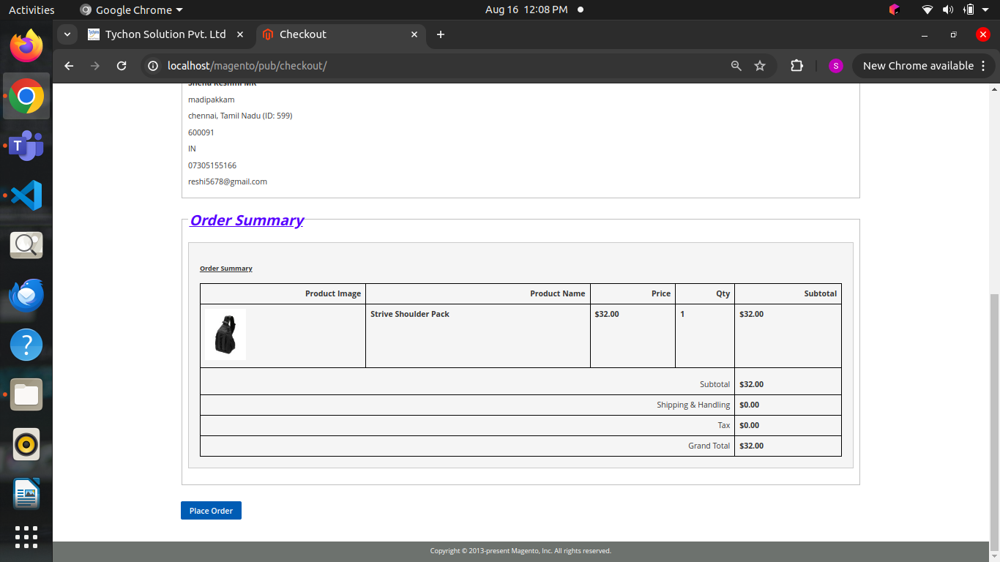 Activities Google Chrome Aug 16 12:08 PM
Tychon Solution Pvt. Ltd Checkout
localhost/magento/pub/checkout/ S New Chrome available
madipakkam
chennai, Tamil Nadu (ID: 599)
600091
IN
07305155166
reshi5678@gmail.com
Order Summary
Order Summary
Product Image Product Name Price Qty Subtotal
Strive Shoulder Pack $32.00 1 $32.00
Subtotal $32.00
Shipping & Handling $0.00
Tax $0.00
Grand Total $32.00
Place Order
Copyright © 2013-present Magento, Inc. All rights reserved.